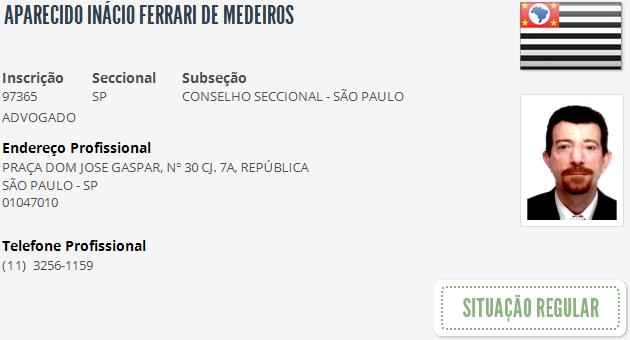 APARECIDO INÁCIO FERRARI DE MEDEIROS
Inscrição Seccional Subseção
97365 SP CONSELHO SECCIONAL - SÃO PAULO
ADVOGADO
Endereço Profissional
PRAÇA DOM JOSE GASPAR, Nº 30 CJ. 7A, REPÚBLICA
SÃO PAULO - SP
01047010
Telefone Profissional
(11) 3256-1159
SITUAÇÃO REGULAR